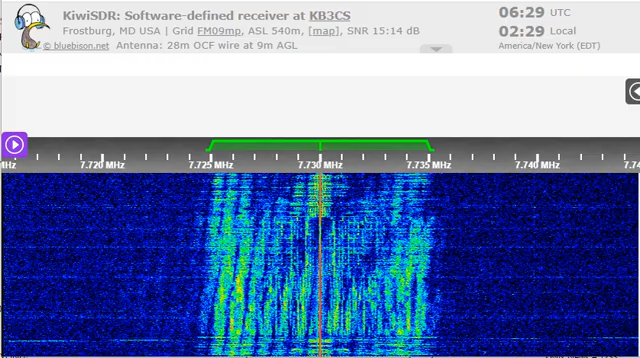 KiwiSDR: Software-defined receiver at KB3CS
06:29 UTC
Frostburg, MD USA | Grid FM09mp, ASL 540m, [map], SNR 15:14 dB
02:29 Local
© bluebison.net Antenna: 28m OCF wire at 9m AGL
America/New York (EDT)
MHz 7.720 MHz 7.725 MHz 7.730 MHz 7.735 MHz 7.740 MHz 7.74